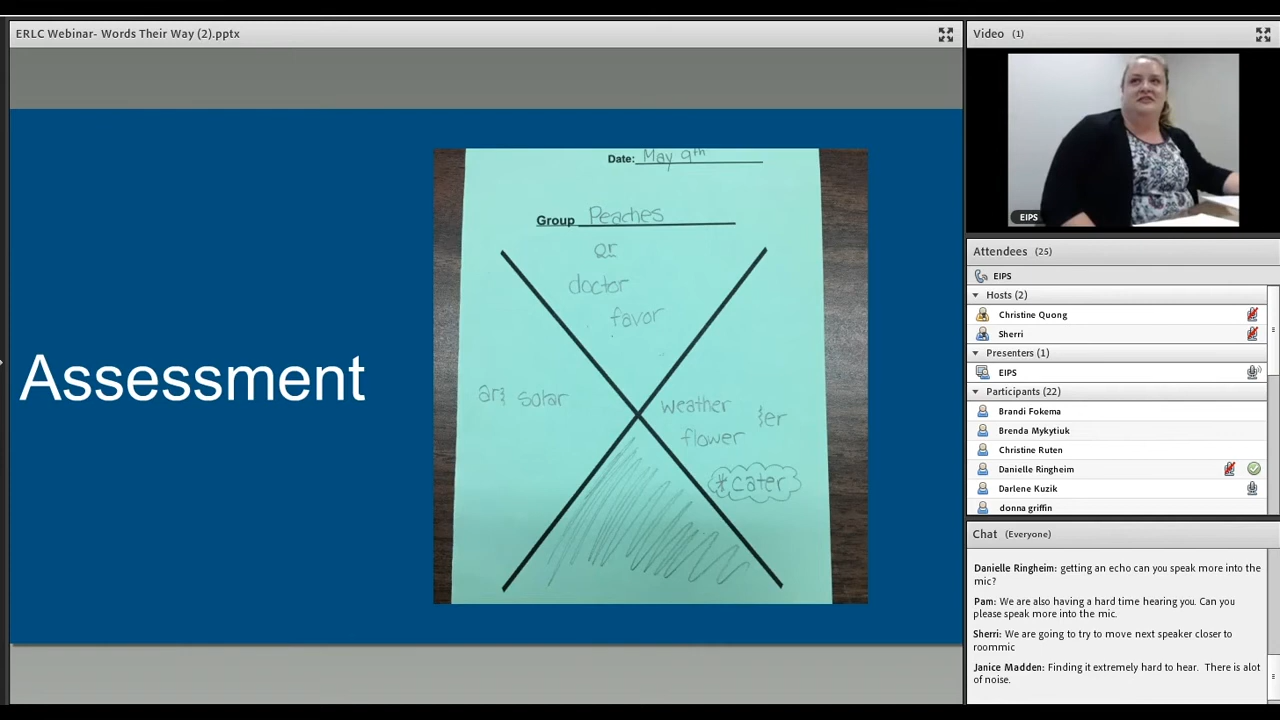 ERLC Webinar- Words Their Way (2).pptx
Assessment
Date: May 9th
Group Peaches
or
doctor
favor
ar} solar
weather
flower
}er
*cater
Video (1)
EIPS
Attendees (25)
EIPS
Hosts (2)
Christine Quong
Sherri
Presenters (1)
EIPS
Participants (22)
Brandi Fokema
Brenda Mykytiuk
Christine Ruten
Danielle Ringheim
Darlene Kuzik
donna griffin
Chat (Everyone)
Danielle Ringheim: getting an echo can you speak more into the
mic?
Pam: We are also having a hard time hearing you. Can you
please speak more into the mic.
Sherri: We are going to try to move next speaker closer to
roommic
Janice Madden: Finding it extremely hard to hear.  There is alot
of noise.